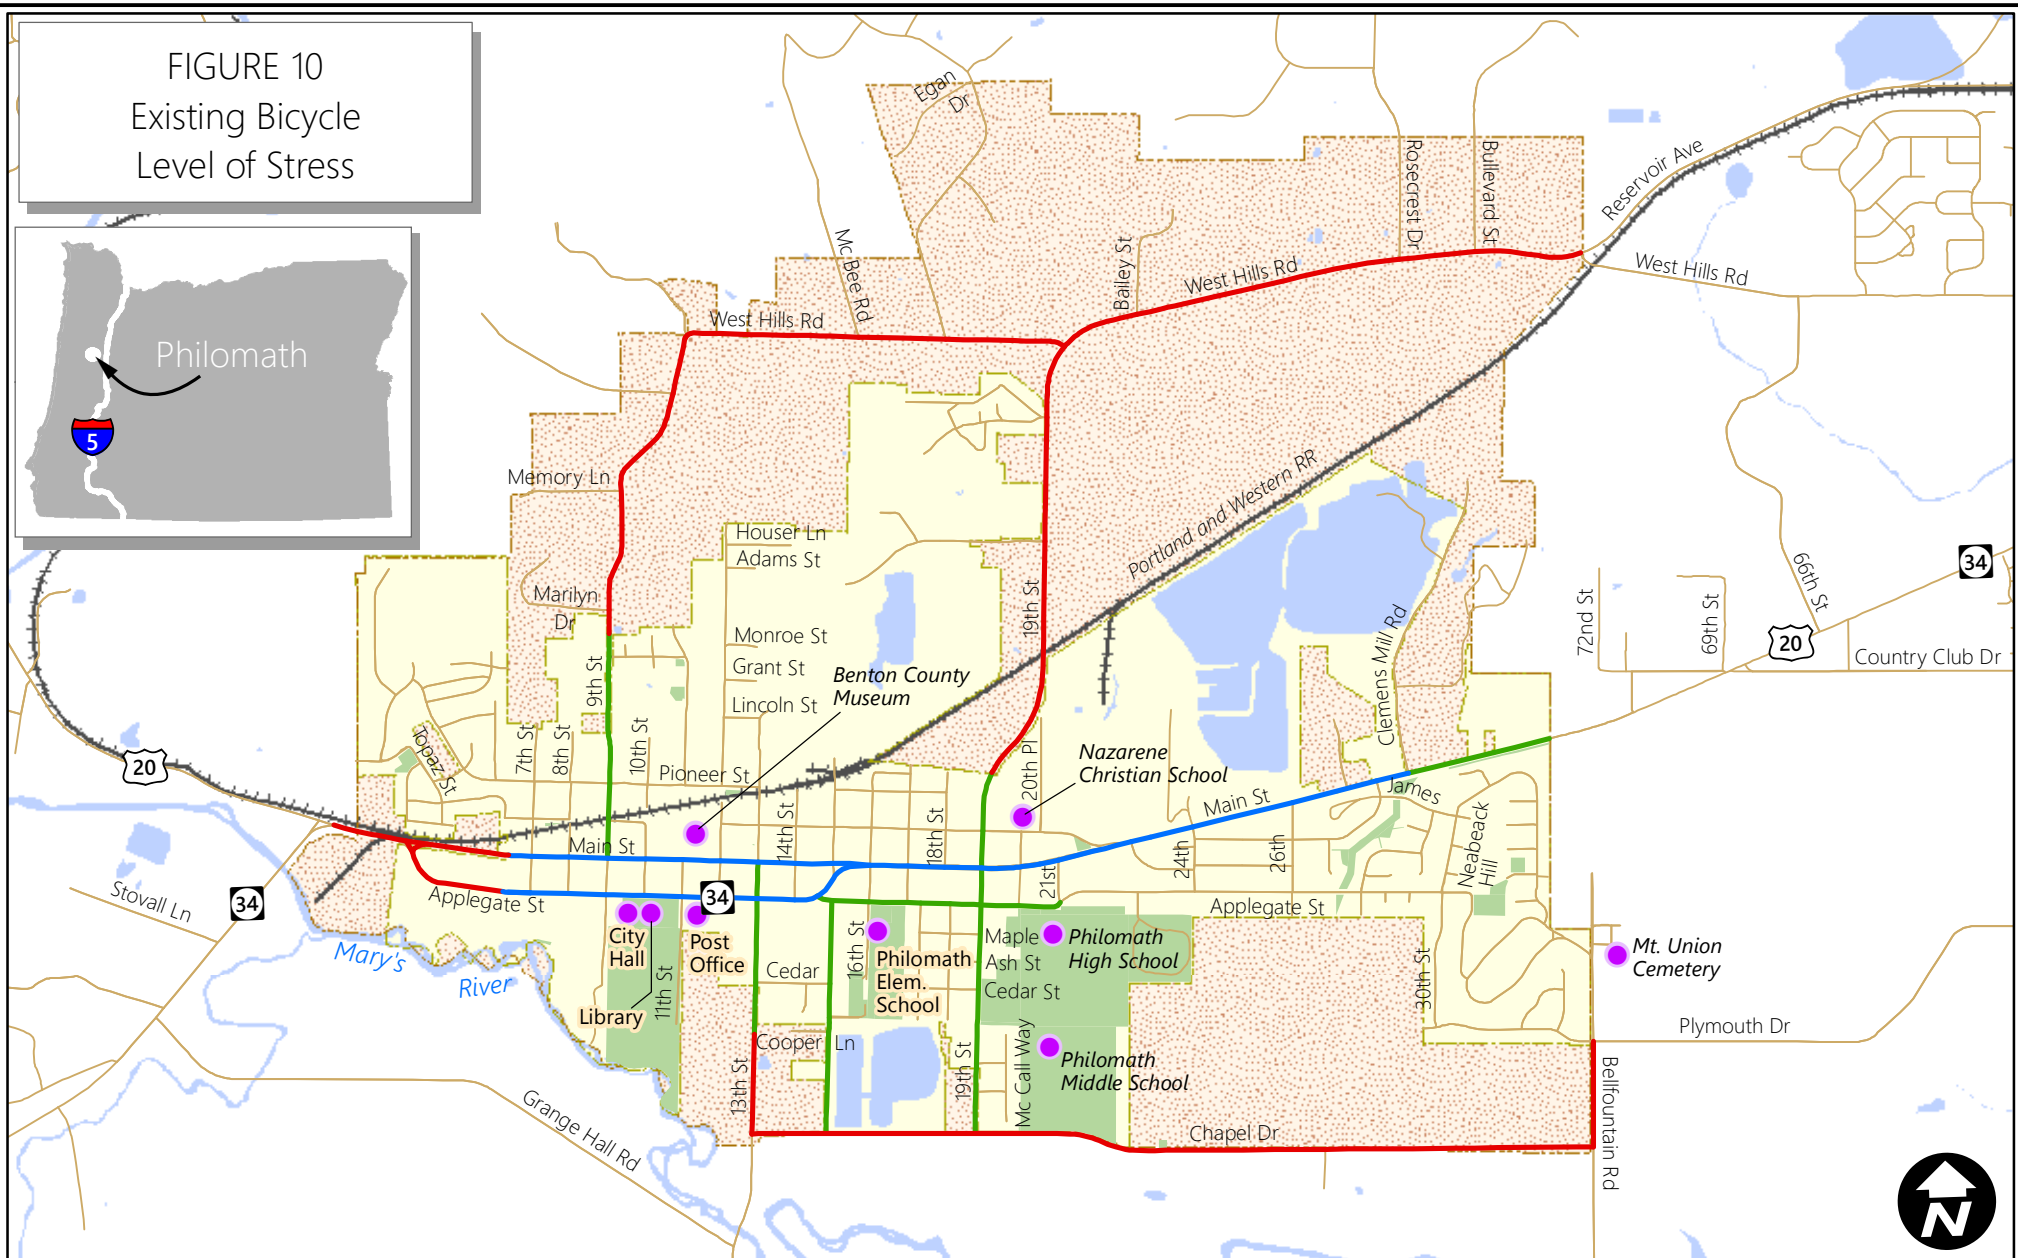 FIGURE 10
Existing Bicycle
Level of Stress
Philomath
5
Egan
Dr
Mc Bee Rd
Bailey St
West Hills Rd
West Hills Rd
Rosecrest Dr
Bullevard St
Reservoir Ave
West Hills Rd
Memory Ln
Marilyn
Dr
Houser Ln
Adams St
Monroe St
Grant St
Lincoln St
9th St
19th St
Portland and Western RR
Clemens Mill Rd
72nd St
69th St
66th St
34
20
Country Club Dr
Benton County
Museum
Topaz St
7th St
8th St
10th St
Pioneer St
20
20th Pl
Nazarene
Christian School
Main St
James
Neabeack
Hill
Main St
14th St
18th St
21st
24th
26th
Stovall Ln
34
Applegate St
34
Applegate St
City
Hall
Post
Office
Library
11th St
Cedar
16th St
Philomath
Elem.
School
Maple
Ash St
Cedar St
Philomath
High School
30th St
Mt. Union
Cemetery
Mary's
River
Plymouth Dr
Cooper Ln
13th St
19th St
Mc Call Way
Philomath
Middle School
Grange Hall Rd
Chapel Dr
Bellfountain Rd
N